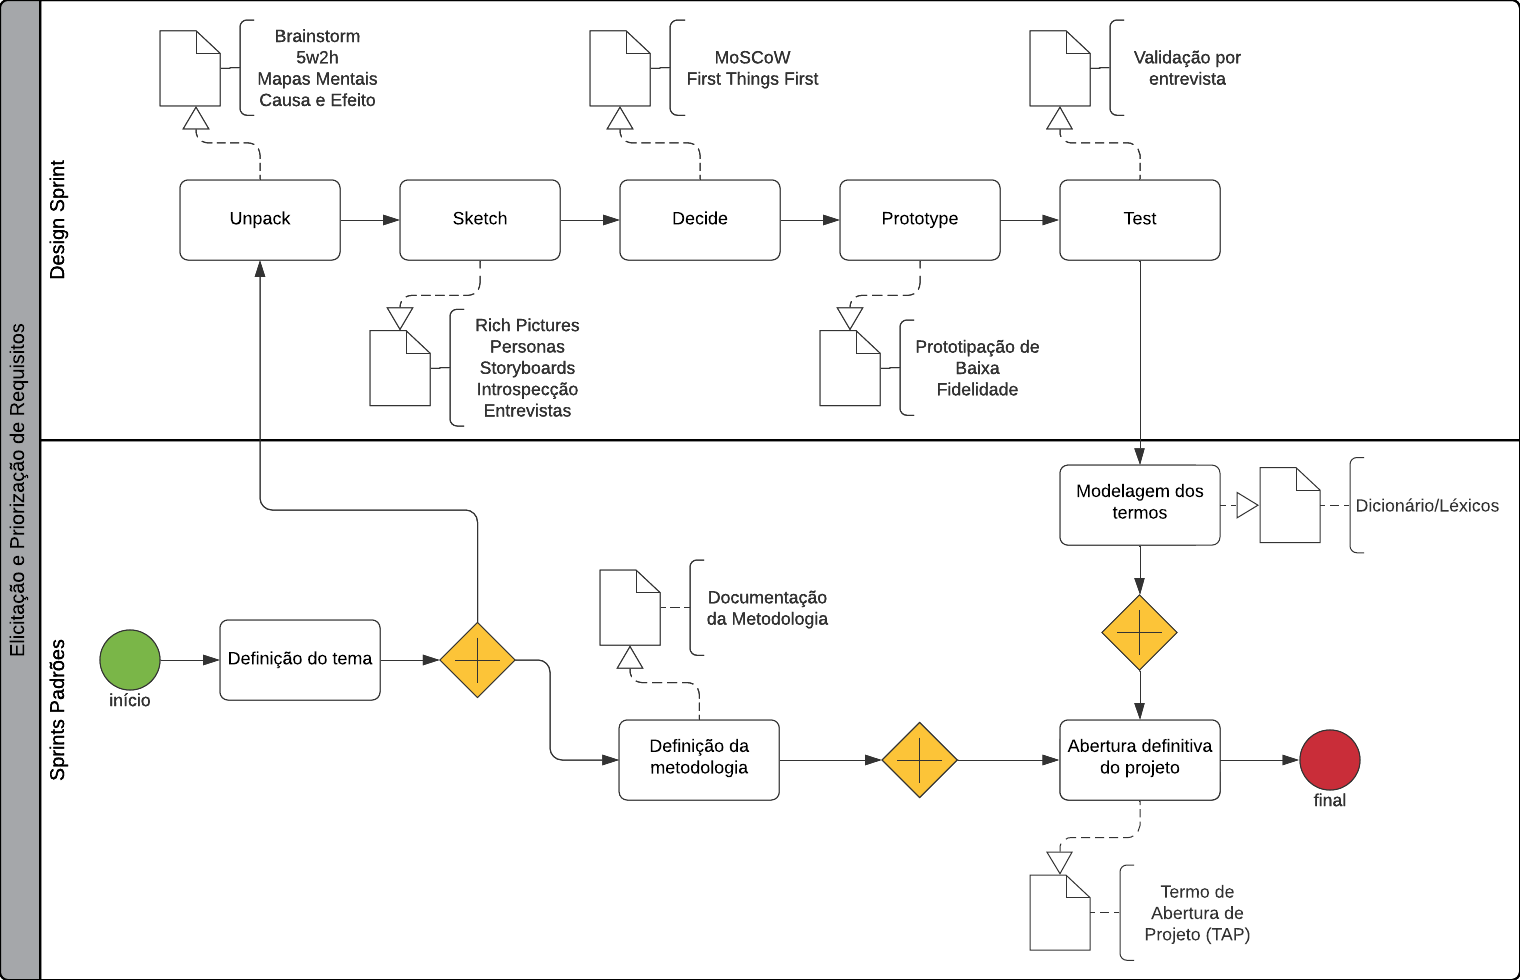 Elicitação e Priorização de Requisitos
Design Sprint
Brainstorm
5w2h
Mapas Mentais
Causa e Efeito
MoSCoW
First Things First
Validação por
entrevista
Unpack
Sketch
Decide
Prototype
Test
Rich Pictures
Personas
Storyboards
Introspecção
Entrevistas
Prototipação de
Baixa
Fidelidade
Sprints Padrões
Modelagem dos
termos
Dicionário/Léxicos
Documentação
da Metodologia
início
Definição do tema
Definição da
metodologia
Abertura definitiva
do projeto
final
Termo de
Abertura de
Projeto (TAP)